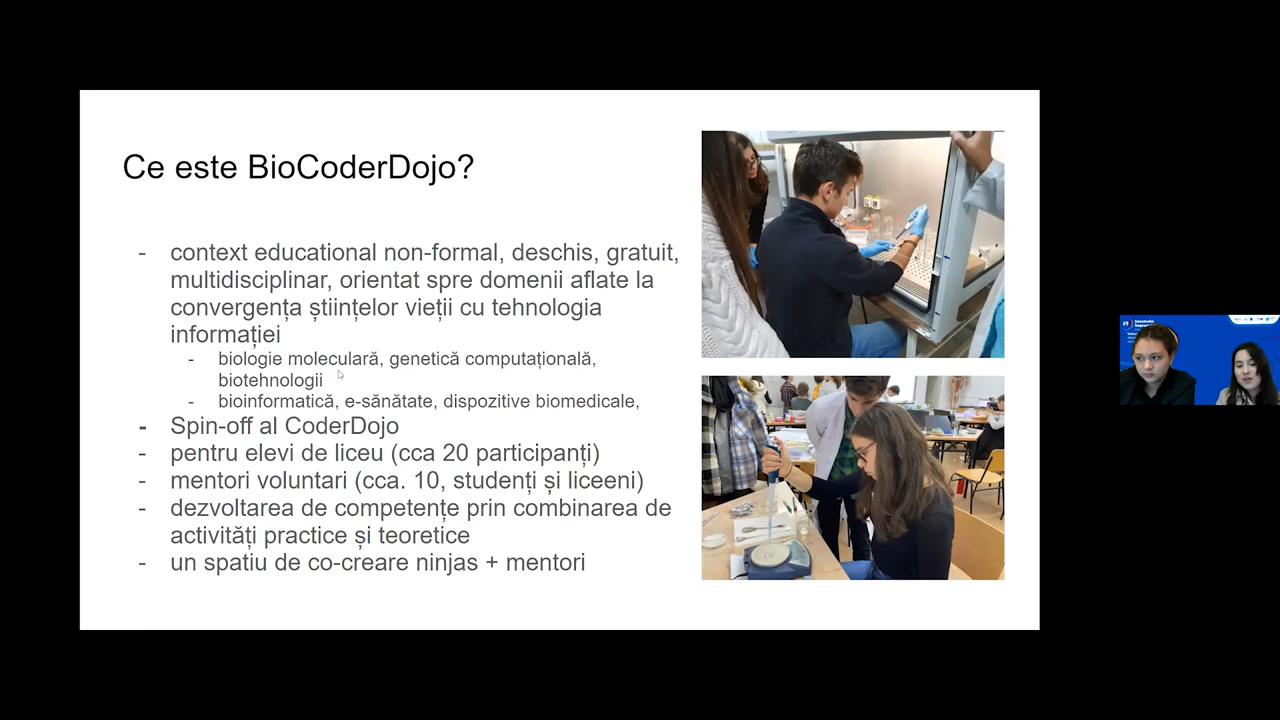 Ce este BioCoderDojo?
- context educational non-formal, deschis, gratuit,
multidisciplinar, orientat spre domenii aflate la
convergența științelor vieții cu tehnologia
informației
- biologie moleculară, genetică computațională,
biotehnologii
- bioinformatică, e-sănătate, dispozitive biomedicale,
- Spin-off al CoderDojo
- pentru elevi de liceu (cca 20 participanți)
- mentori voluntari (cca. 10, studenți și liceeni)
- dezvoltarea de competențe prin combinarea de
activități practice și teoretice
- un spatiu de co-creare ninjas + mentori